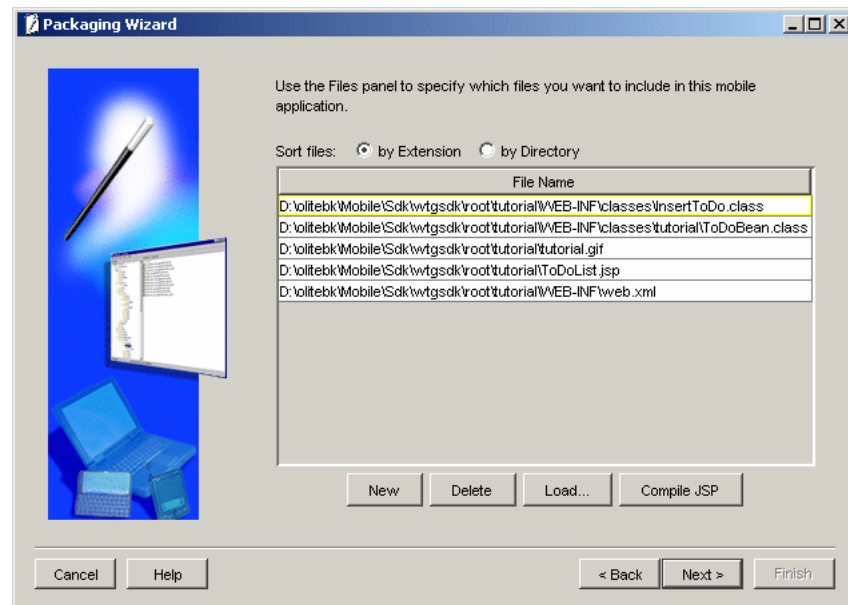 Packaging Wizard
Use the Files panel to specify which files you want to include in this mobile
application.
Sort files: by Extension by Directory
File Name
D:\olitebk\Mobile\Sdk\wtgsdk\root\tutorial\WEB-INF\classes\InsertToDo.class
D:\olitebk\Mobile\Sdk\wtgsdk\root\tutorial\WEB-INF\classes\tutorial\ToDoBean.class
D:\olitebk\Mobile\Sdk\wtgsdk\root\tutorial\tutorial.gif
D:\olitebk\Mobile\Sdk\wtgsdk\root\tutorial\ToDoList.jsp
D:\olitebk\Mobile\Sdk\wtgsdk\root\tutorial\WEB-INF\web.xml
New Delete Load... Compile JSP
Cancel Help < Back Next > Finish